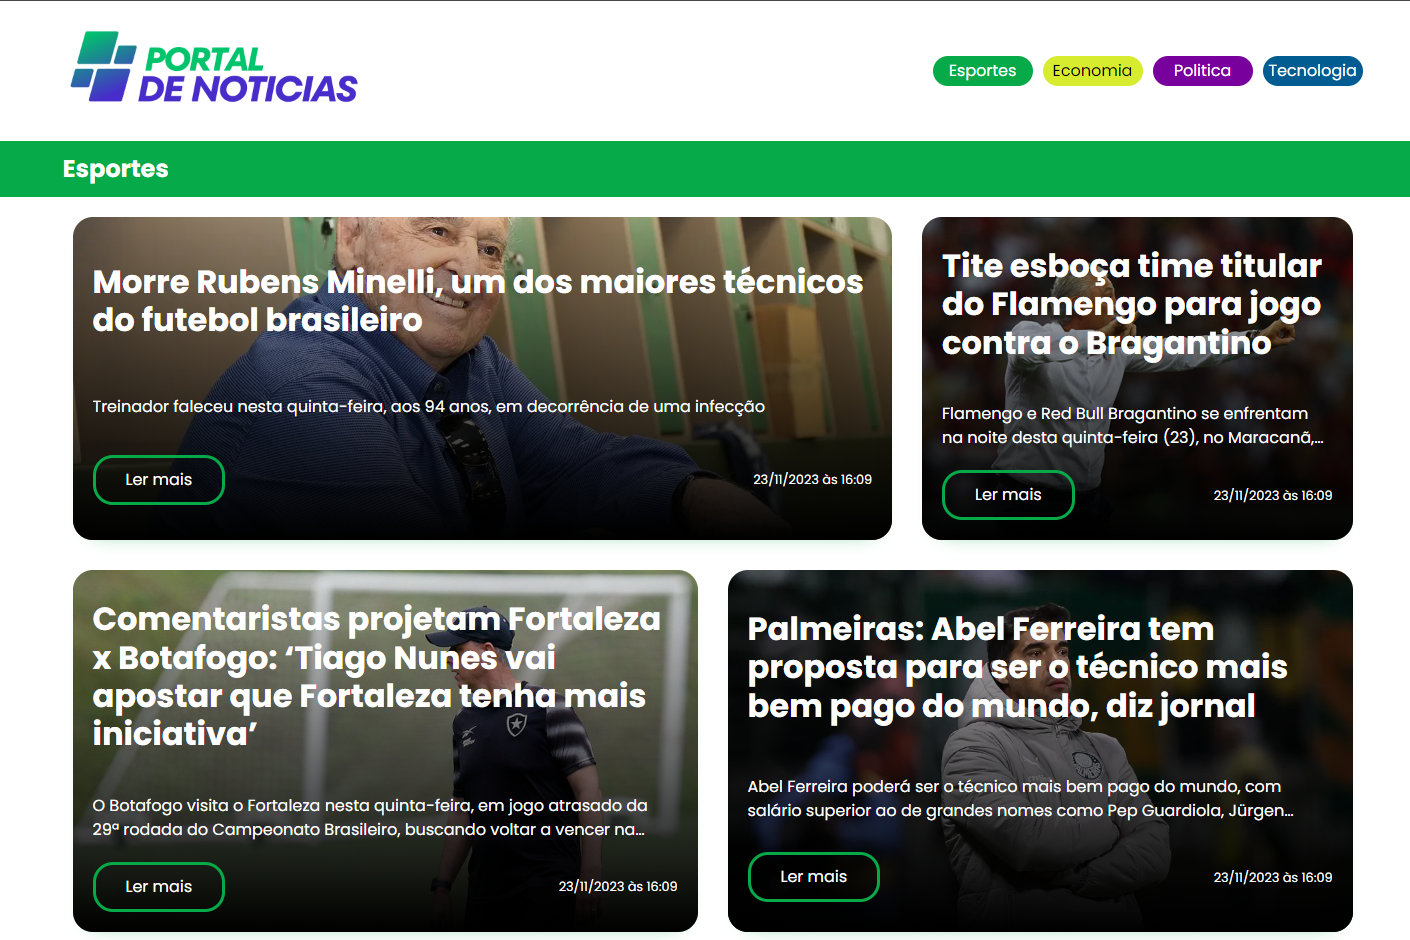 PORTAL
DE NOTICIAS
Esportes
Economia
Politica
Tecnologia
Esportes
Morre Rubens Minelli, um dos maiores técnicos
do futebol brasileiro
Treinador faleceu nesta quinta-feira, aos 94 anos, em decorrência de uma infecção
Ler mais
23/11/2023 às 16:09
Tite esboça time titular
do Flamengo para jogo
contra o Bragantino
Flamengo e Red Bull Bragantino se enfrentam
na noite desta quinta-feira (23), no Maracanã,...
Ler mais
23/11/2023 às 16:09
Comentaristas projetam Fortaleza
x Botafogo: ‘Tiago Nunes vai
apostar que Fortaleza tenha mais
iniciativa’
O Botafogo visita o Fortaleza nesta quinta-feira, em jogo atrasado da
29ª rodada do Campeonato Brasileiro, buscando voltar a vencer na...
Ler mais
23/11/2023 às 16:09
Palmeiras: Abel Ferreira tem
proposta para ser o técnico mais
bem pago do mundo, diz jornal
Abel Ferreira poderá ser o técnico mais bem pago do mundo, com
salário superior ao de grandes nomes como Pep Guardiola, Jürgen...
Ler mais
23/11/2023 às 16:09